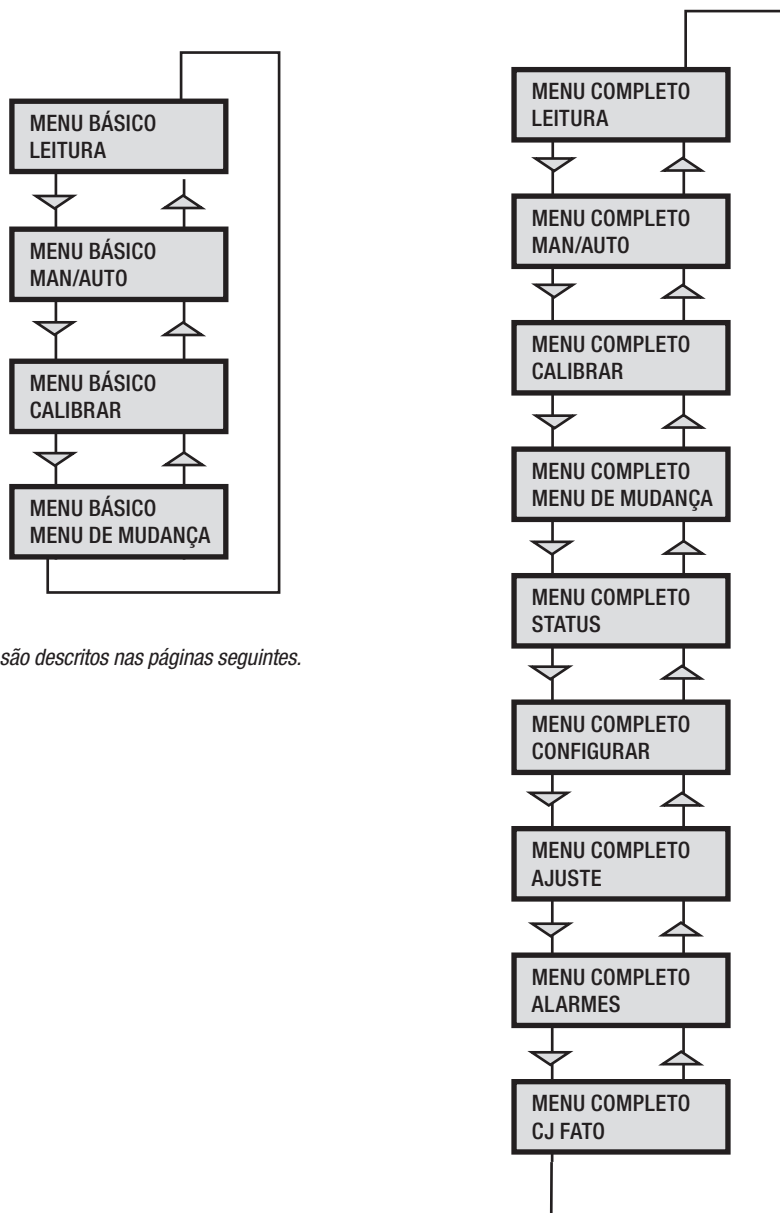 MENU BÁSICO
LEITURA
MENU BÁSICO
MAN/AUTO
MENU BÁSICO
CALIBRAR
MENU BÁSICO
MENU DE MUDANÇA
são descritos nas páginas seguintes.
MENU COMPLETO
LEITURA
MENU COMPLETO
MAN/AUTO
MENU COMPLETO
CALIBRAR
MENU COMPLETO
MENU DE MUDANÇA
MENU COMPLETO
STATUS
MENU COMPLETO
CONFIGURAR
MENU COMPLETO
AJUSTE
MENU COMPLETO
ALARMES
MENU COMPLETO
CJ FATO